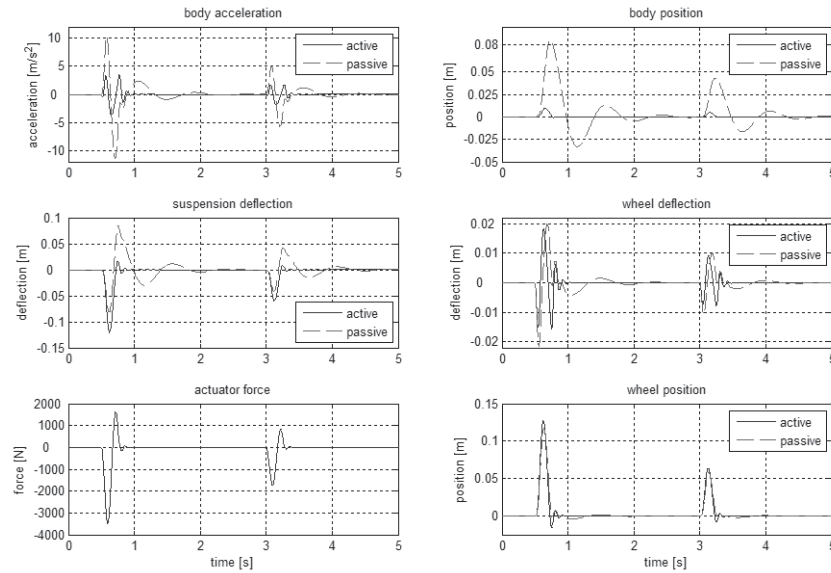 body acceleration
10
5
0
-5
-10
acceleration [m/s2]
active
passive
0 1 2 3 4 5
body position
0.08
0.05
0.025
0
-0.025
-0.05
position [m]
active
passive
0 1 2 3 4 5
suspension deflection
0.1
0.05
0
-0.05
-0.1
-0.15
deflection [m]
active
passive
0 1 2 3 4 5
wheel deflection
0.02
0.01
0
-0.01
-0.02
deflection [m]
active
passive
0 1 2 3 4 5
actuator force
2000
1000
0
-1000
-2000
-3000
-4000
force [N]
0 1 2 3 4 5
time [s]
wheel position
0.15
0.1
0.05
0
position [m]
active
passive
0 1 2 3 4 5
time [s]